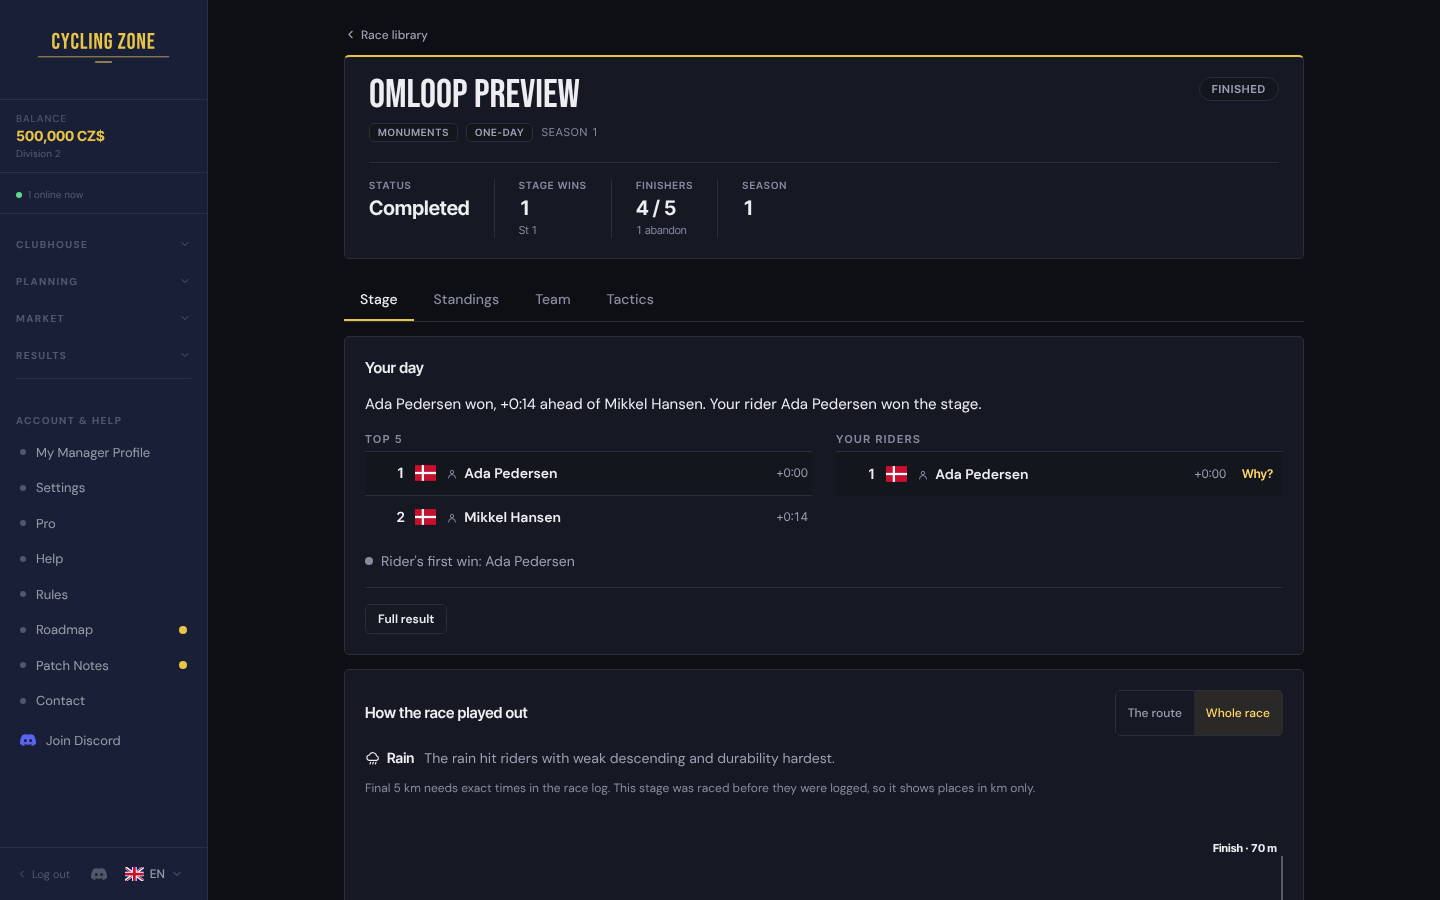 CYCLING ZONE
BALANCE
500,000 CZ$
Division 2
1 online now
CLUBHOUSE
PLANNING
MARKET
RESULTS
ACCOUNT & HELP
My Manager Profile
Settings
Pro
Help
Rules
Roadmap
Patch Notes
Contact
Join Discord
Log out
EN
Race library
OMLOOP PREVIEW
FINISHED
MONUMENTS ONE-DAY SEASON 1
STATUS
Completed
STAGE WINS
1
St 1
FINISHERS
4 / 5
1 abandon
SEASON
1
Stage Standings Team Tactics
Your day
Ada Pedersen won, +0:14 ahead of Mikkel Hansen. Your rider Ada Pedersen won the stage.
TOP 5
1 Ada Pedersen +0:00
2 Mikkel Hansen +0:14
YOUR RIDERS
1 Ada Pedersen +0:00 Why?
Rider's first win: Ada Pedersen
Full result
How the race played out
The route Whole race
Rain The rain hit riders with weak descending and durability hardest.
Final 5 km needs exact times in the race log. This stage was raced before they were logged, so it shows places in km only.
Finish · 70 m